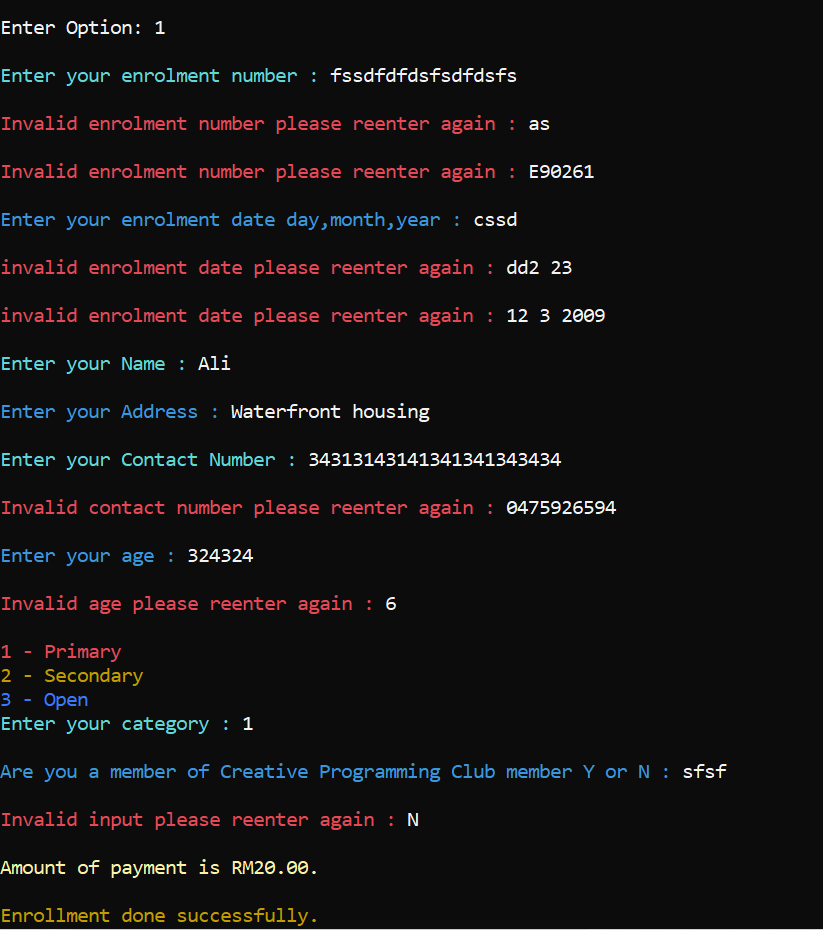 Enter Option: 1
Enter your enrolment number : fssdfdfdsfsdfdsfs
Invalid enrolment number please reenter again : as
Invalid enrolment number please reenter again : E90261
Enter your enrolment date day,month,year : cssd
invalid enrolment date please reenter again : dd2 23
invalid enrolment date please reenter again : 12 3 2009
Enter your Name : Ali
Enter your Address : Waterfront housing
Enter your Contact Number : 34313143141341341343434
Invalid contact number please reenter again : 0475926594
Enter your age : 324324
Invalid age please reenter again : 6
1 - Primary
2 - Secondary
3 - Open
Enter your category : 1
Are you a member of Creative Programming Club member Y or N : sfsf
Invalid input please reenter again : N
Amount of payment is RM20.00.
Enrollment done successfully.